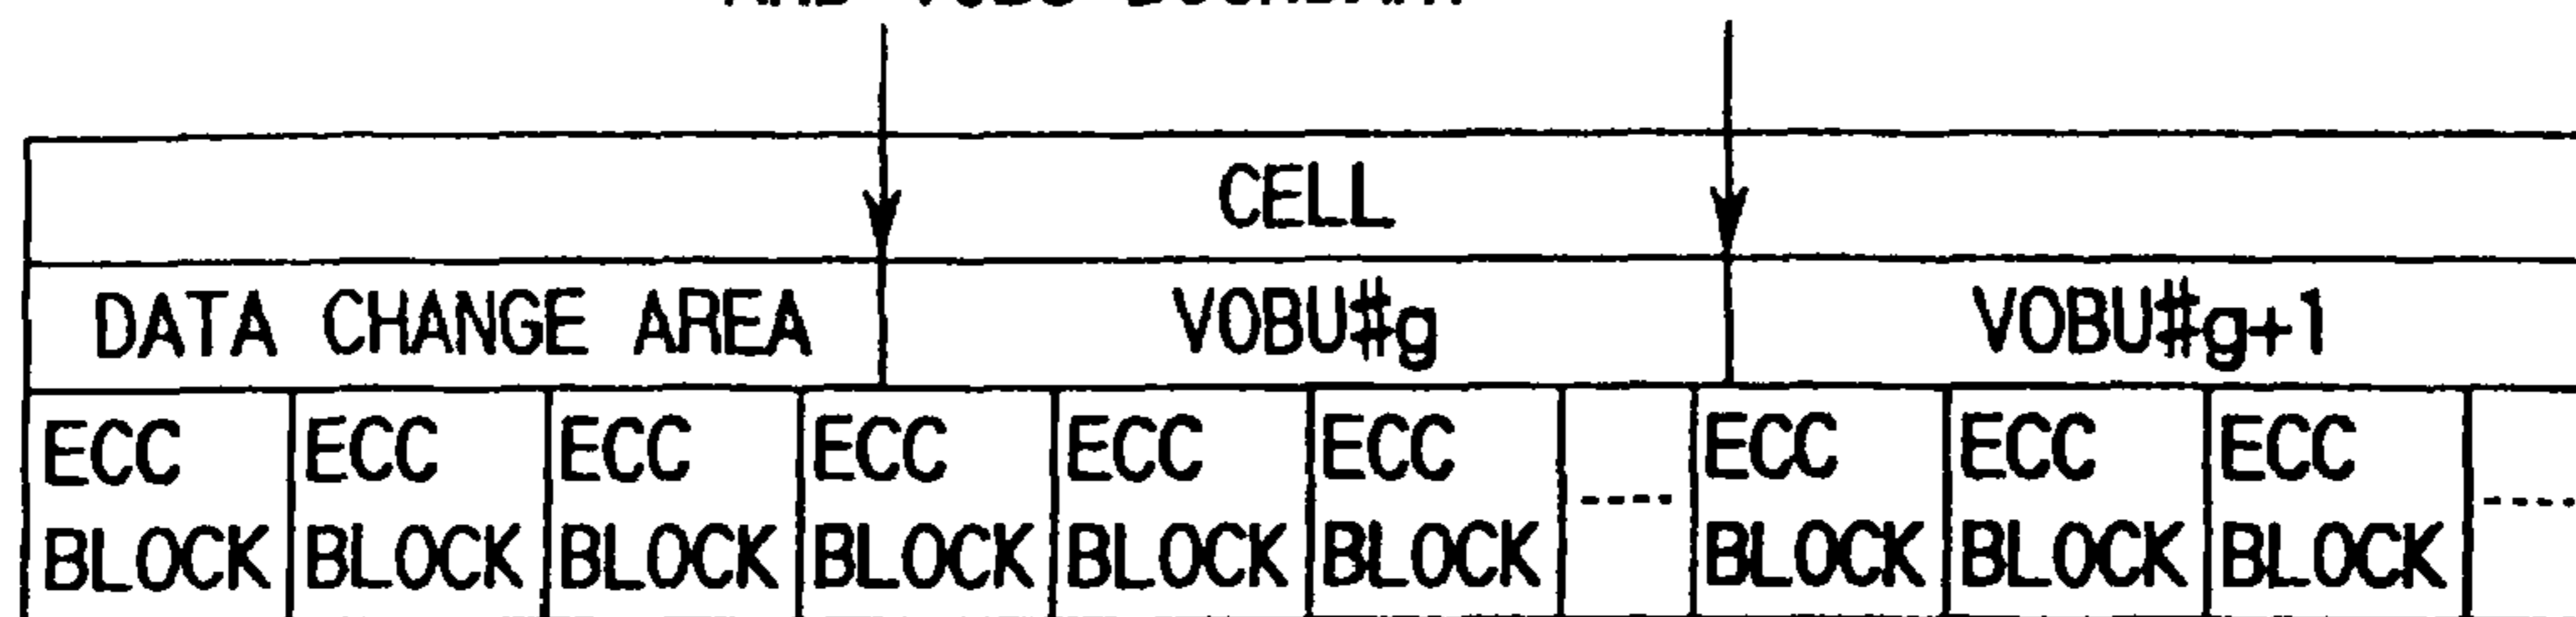 CELL
DATA CHANGE AREA VOBU#g VOBU#g+1
ECC ECC ECC ECC ECC ECC ---- ECC ECC ECC ----
BLOCK BLOCK BLOCK BLOCK BLOCK BLOCK BLOCK BLOCK BLOCK